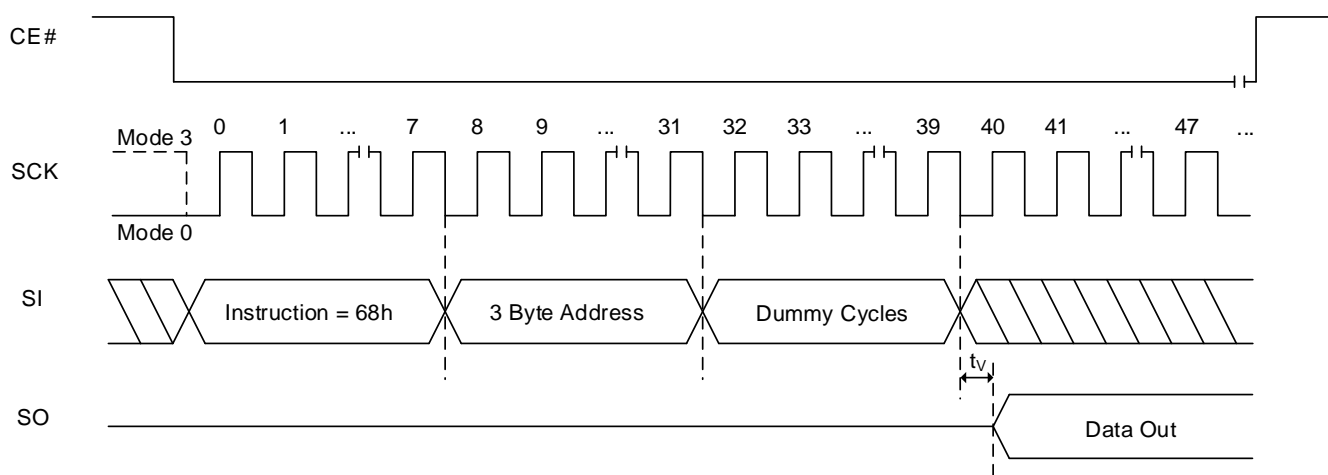 CE#
Mode 3 0 1 ... 7 8 9 ... 31 32 33 ... 39 40 41 ... 47 ...
SCK
Mode 0
SI Instruction = 68h 3 Byte Address Dummy Cycles
tV
SO Data Out